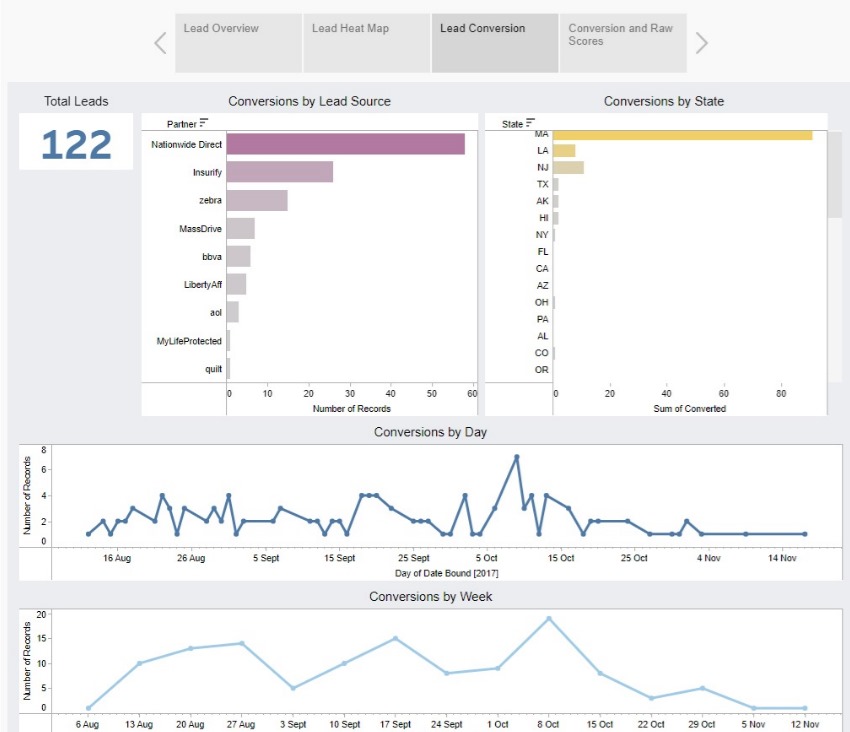 Lead Overview
Lead Heat Map
Lead Conversion
Conversion and Raw
Scores
Total Leads
122
Conversions by Lead Source
Partner
Nationwide Direct
Insurify
zebra
MassDrive
bbva
LibertyAff
aol
MyLifeProtected
quilt
0 10 20 30 40 50 60
Number of Records
Conversions by State
State
MA
LA
NJ
TX
AK
HI
NY
FL
CA
AZ
OH
PA
AL
CO
OR
0 20 40 60 80
Sum of Converted
Conversions by Day
Number of Records
8
6
4
2
0
16 Aug 26 Aug 5 Sept 15 Sept 25 Sept 5 Oct 15 Oct 25 Oct 4 Nov 14 Nov
Day of Date Bound [2017]
Conversions by Week
Number of Records
20
15
10
5
0
6 Aug 13 Aug 20 Aug 27 Aug 3 Sept 10 Sept 17 Sept 24 Sept 1 Oct 8 Oct 15 Oct 22 Oct 29 Oct 5 Nov 12 Nov